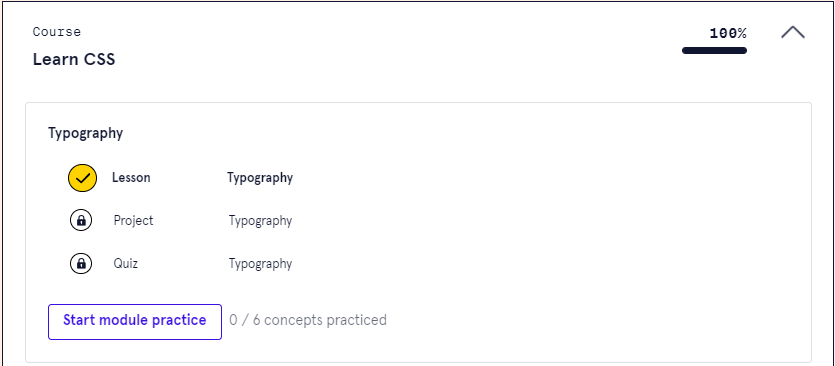 Course
100%
Learn CSS
Typography
Lesson Typography
Project Typography
Quiz Typography
Start module practice 0 / 6 concepts practiced